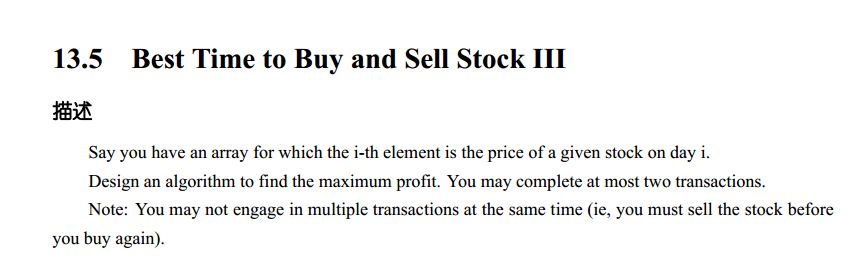 13.5 Best Time to Buy and Sell Stock III
描述
Say you have an array for which the i-th element is the price of a given stock on day i.
Design an algorithm to find the maximum profit. You may complete at most two transactions.
Note: You may not engage in multiple transactions at the same time (ie, you must sell the stock before
you buy again).